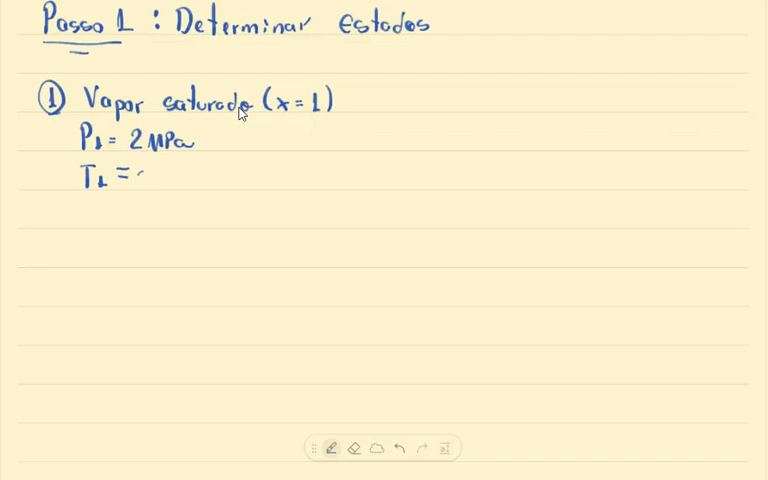 Passo 1 : Determinar estados
① Vapor saturado (x = 1)
P₁ = 2 MPa
T₁ =